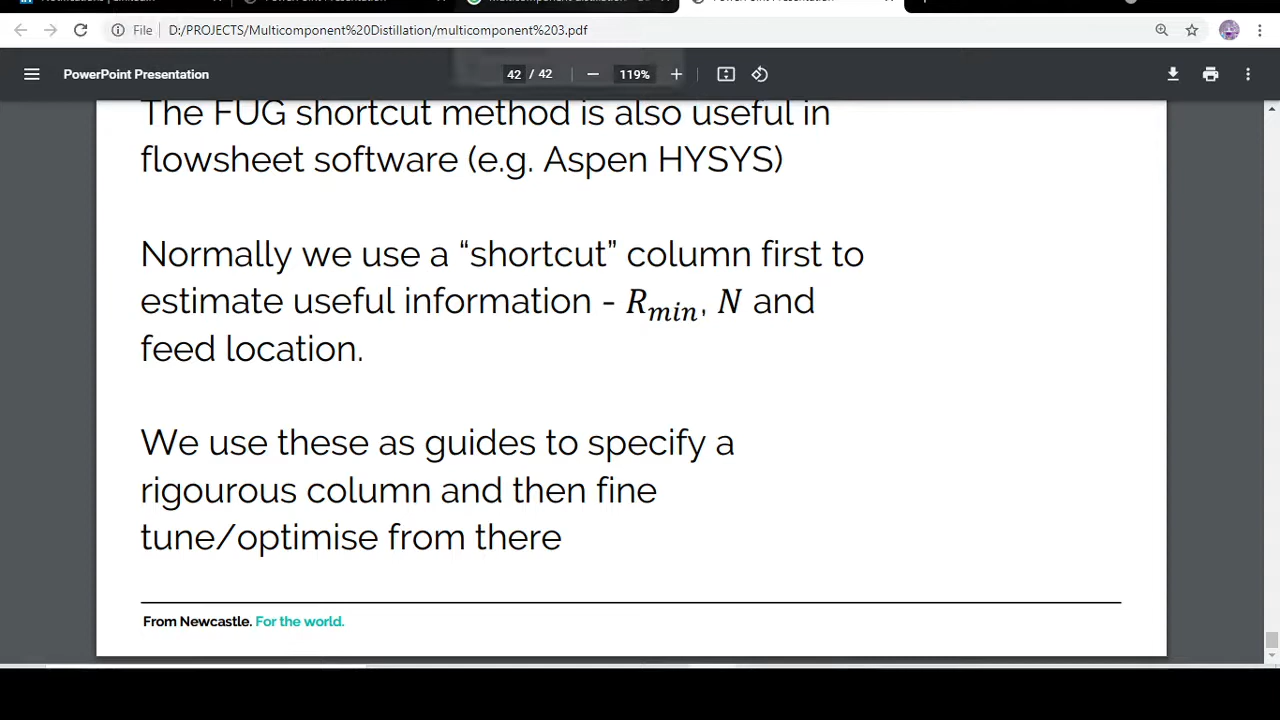 File D:/PROJECTS/Multicomponent%20Distillation/multicomponent%203.pdf
PowerPoint Presentation 42 / 42 119%
The FUG shortcut method is also useful in
flowsheet software (e.g. Aspen HYSYS)
Normally we use a “shortcut” column first to
estimate useful information - Rmin, N and
feed location.
We use these as guides to specify a
rigourous column and then fine
tune/optimise from there
From Newcastle. For the world.